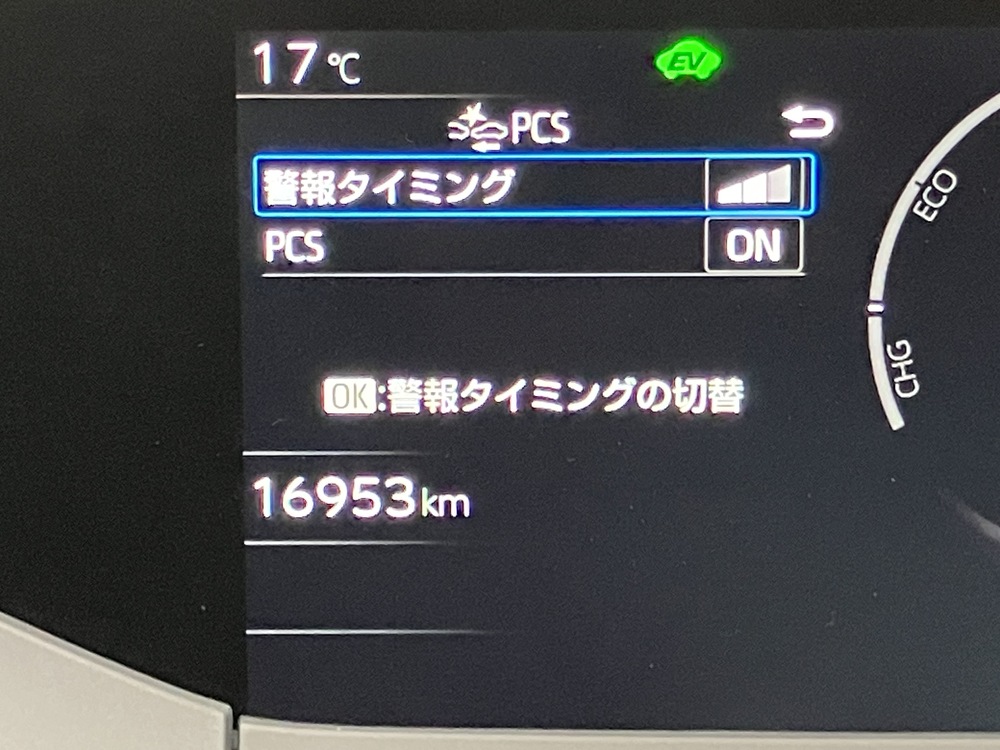 17℃
EV
PCS
警報タイミング
PCS ON
OK:警報タイミングの切替
16953km
ECO
CHG